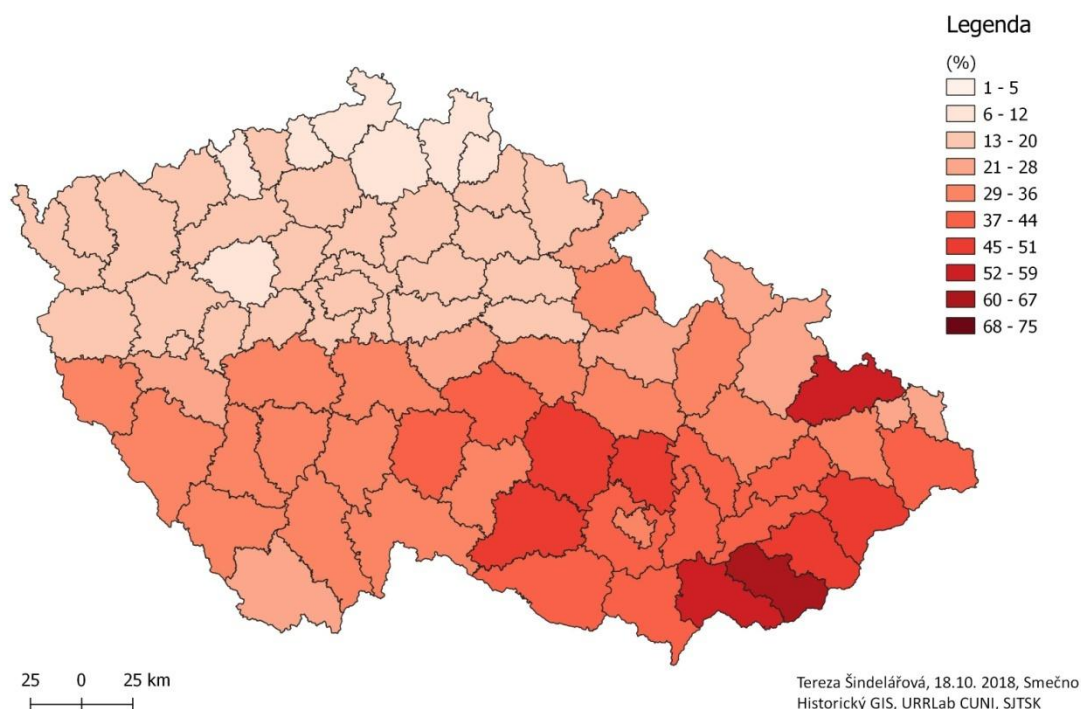 Legenda
(%)
1 - 5
6 - 12
13 - 20
21 - 28
29 - 36
37 - 44
45 - 51
52 - 59
60 - 67
68 - 75
25 0 25 km
Tereza Šindelářová, 18.10. 2018, Smečno
Historický GIS, URRLab CUNI, SJTSK